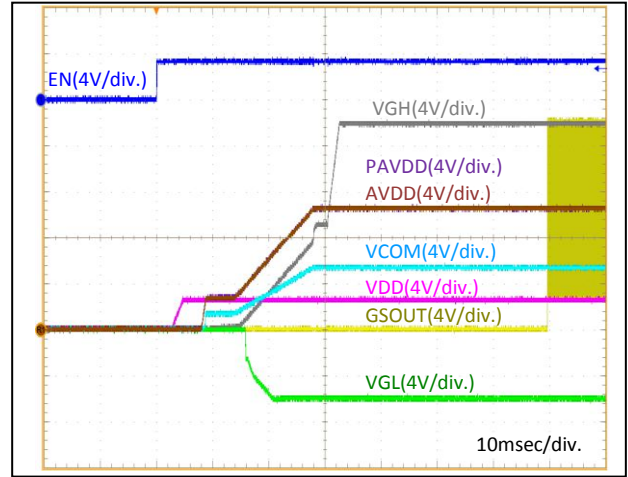 EN(4V/div.)
VGH(4V/div.)
PAVDD(4V/div.)
AVDD(4V/div.)
VCOM(4V/div.)
VDD(4V/div.)
GSOUT(4V/div.)
VGL(4V/div.)
10msec/div.